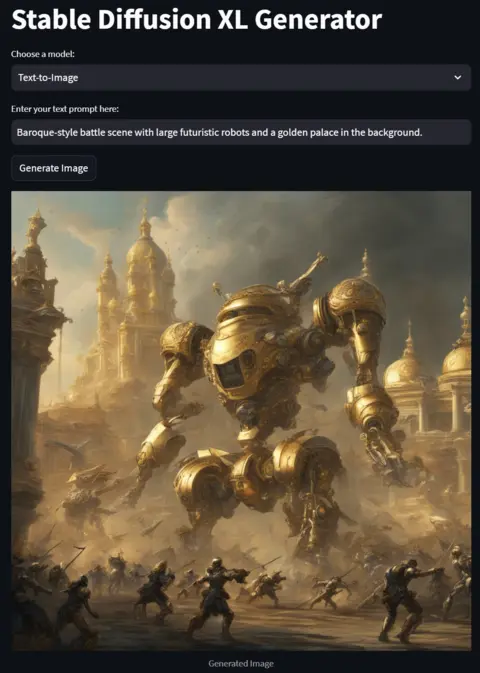 Stable Diffusion XL Generator
Choose a model:
Text-to-Image
Enter your text prompt here:
Baroque-style battle scene with large futuristic robots and a golden palace in the background.
Generate Image
Generated Image